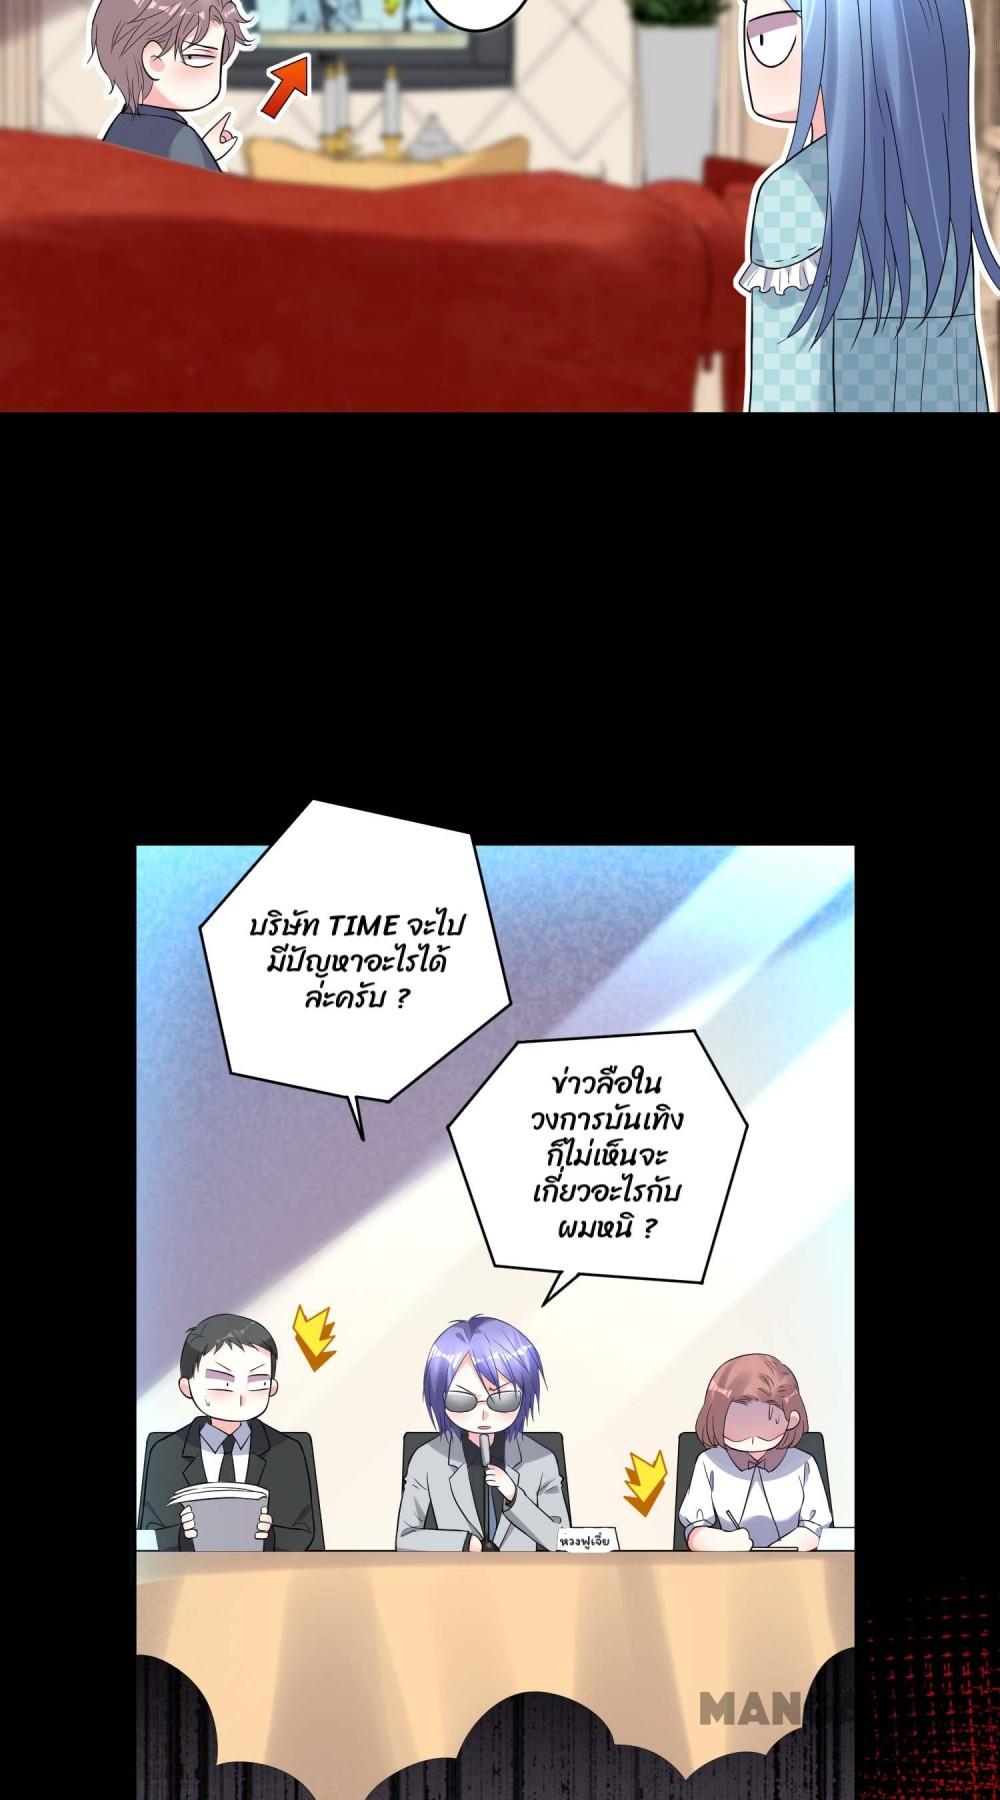 บริษัท TIME จะไป
มีปัญหาอะไรได้
ล่ะครับ ?
ข่าวลือใน
วงการบันเทิง
ก็ไม่เห็นจะ
เกี่ยวอะไรกับ
ผมหนิ ?
หวงฟูเจวี๋ย
MAN